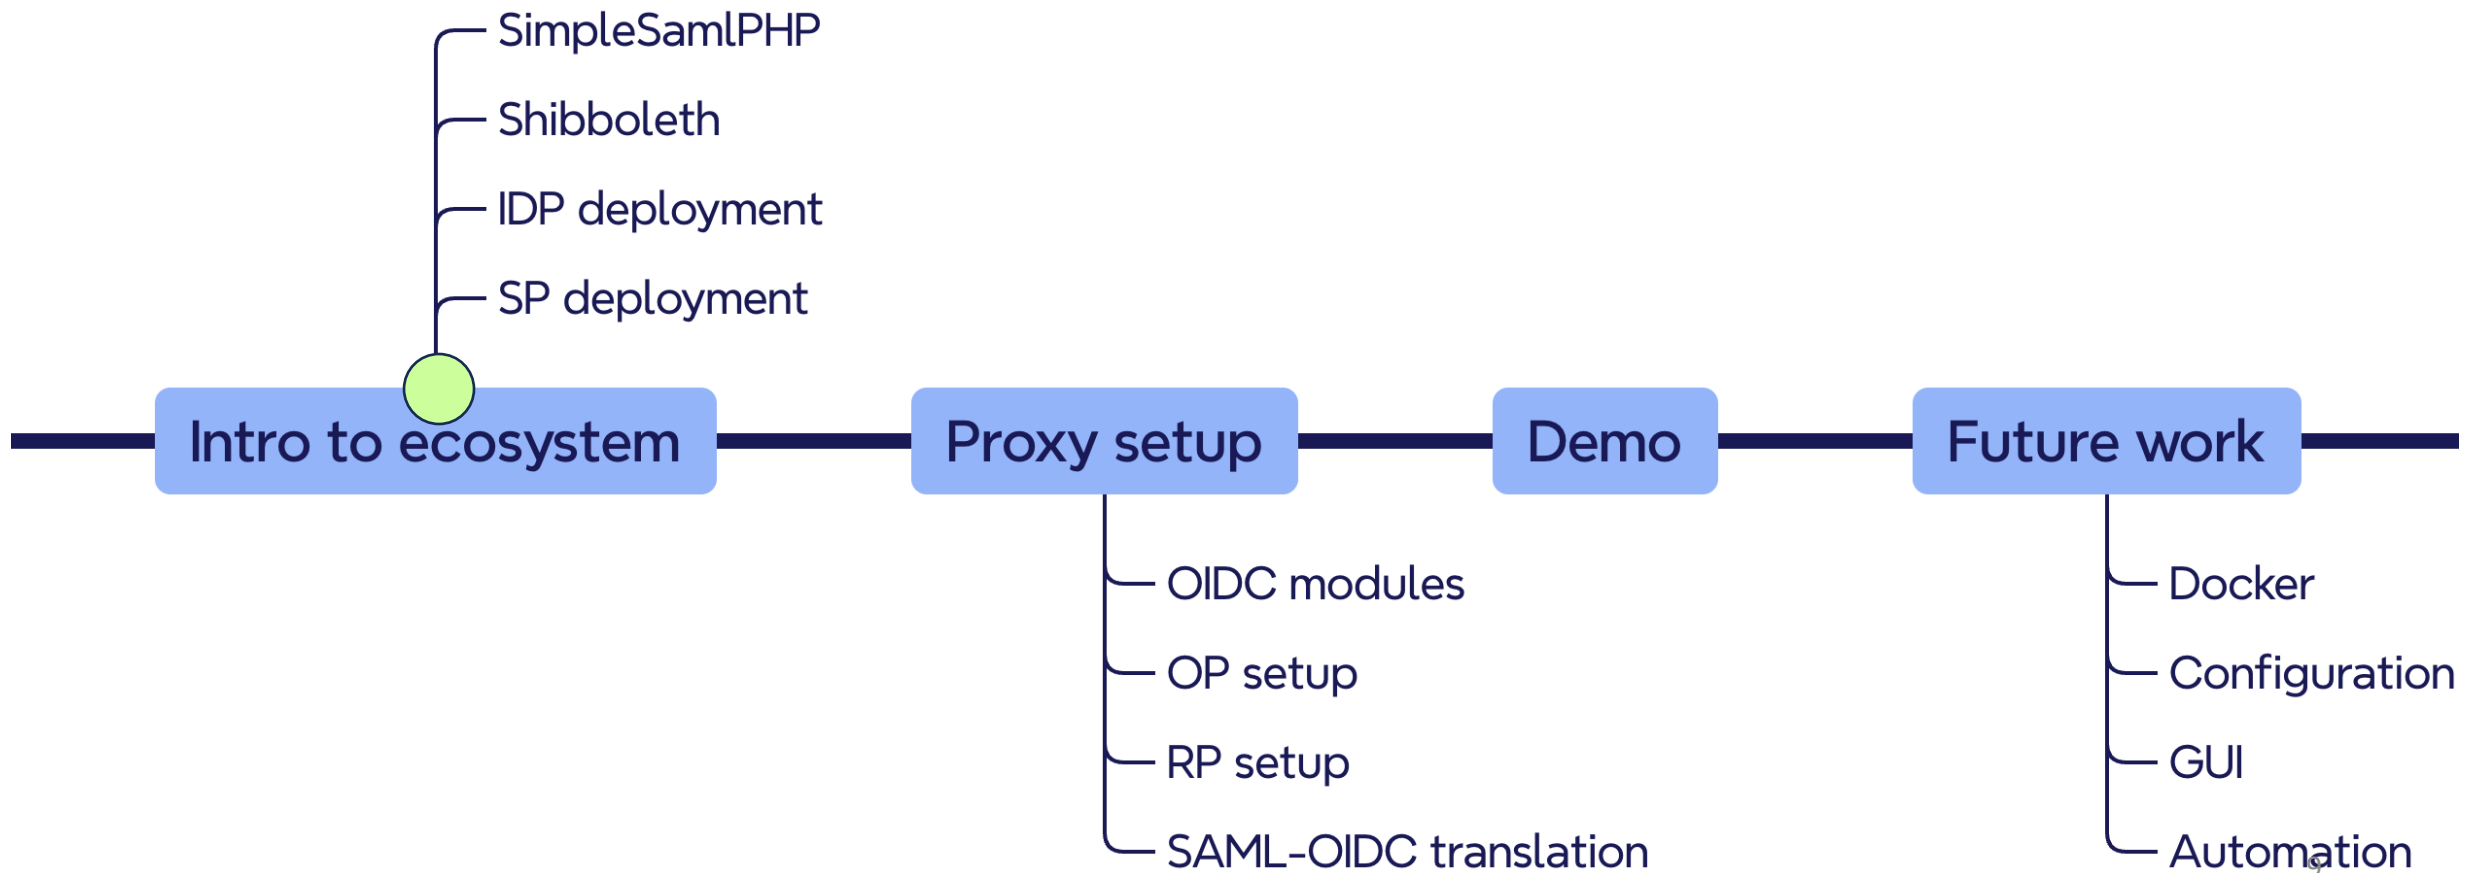 SimpleSamlPHP
Shibboleth
IDP deployment
SP deployment
Intro to ecosystem
Proxy setup
Demo
Future work
OIDC modules
OP setup
RP setup
SAML-OIDC translation
Docker
Configuration
GUI
Automation
9